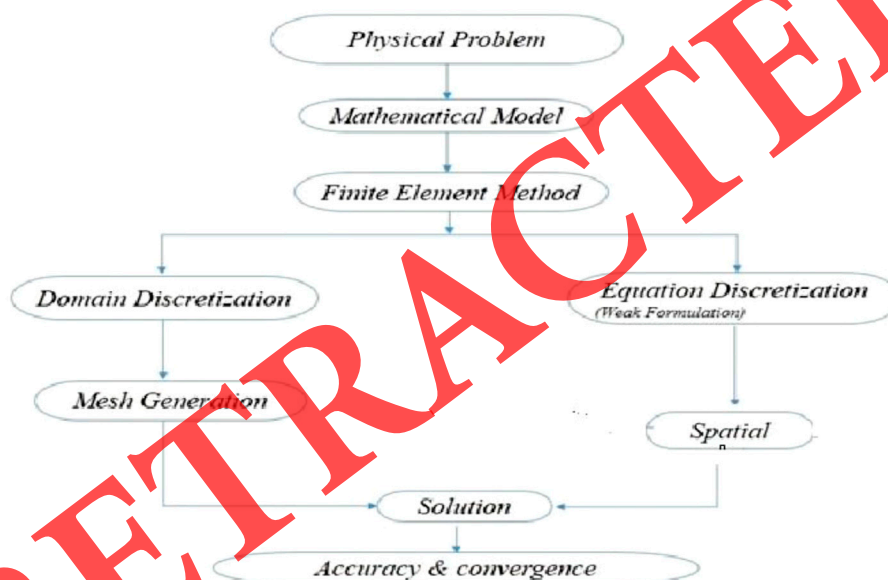 Physical Problem
Mathematical Model
Finite Element Method
Domain Discretization
Equation Discretization
(Weak Formulation)
Mesh Generation
Spatial
Solution
Accuracy & convergence
RETRACTED